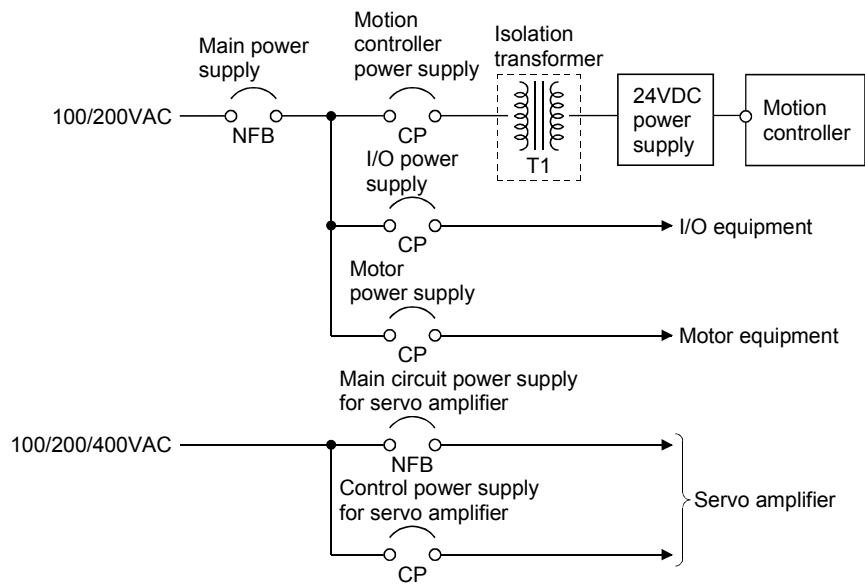 Main power
supply
Motion
controller
power supply
Isolation
transformer
100/200VAC
NFB
CP
T1
24VDC
power
supply
Motion
controller
I/O power
supply
CP
I/O equipment
Motor
power supply
CP
Motor equipment
Main circuit power supply
for servo amplifier
100/200/400VAC
NFB
Control power supply
for servo amplifier
CP
Servo amplifier